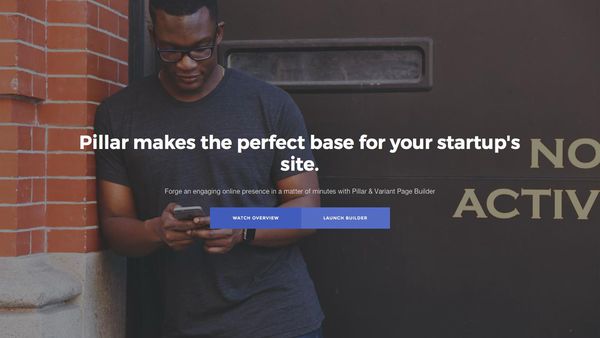 Pillar makes the perfect base for your startup's
site.
Forge an engaging online presence in a matter of minutes with Pillar & Variant Page Builder
WATCH OVERVIEW
LAUNCH BUILDER
NO
ACTIV